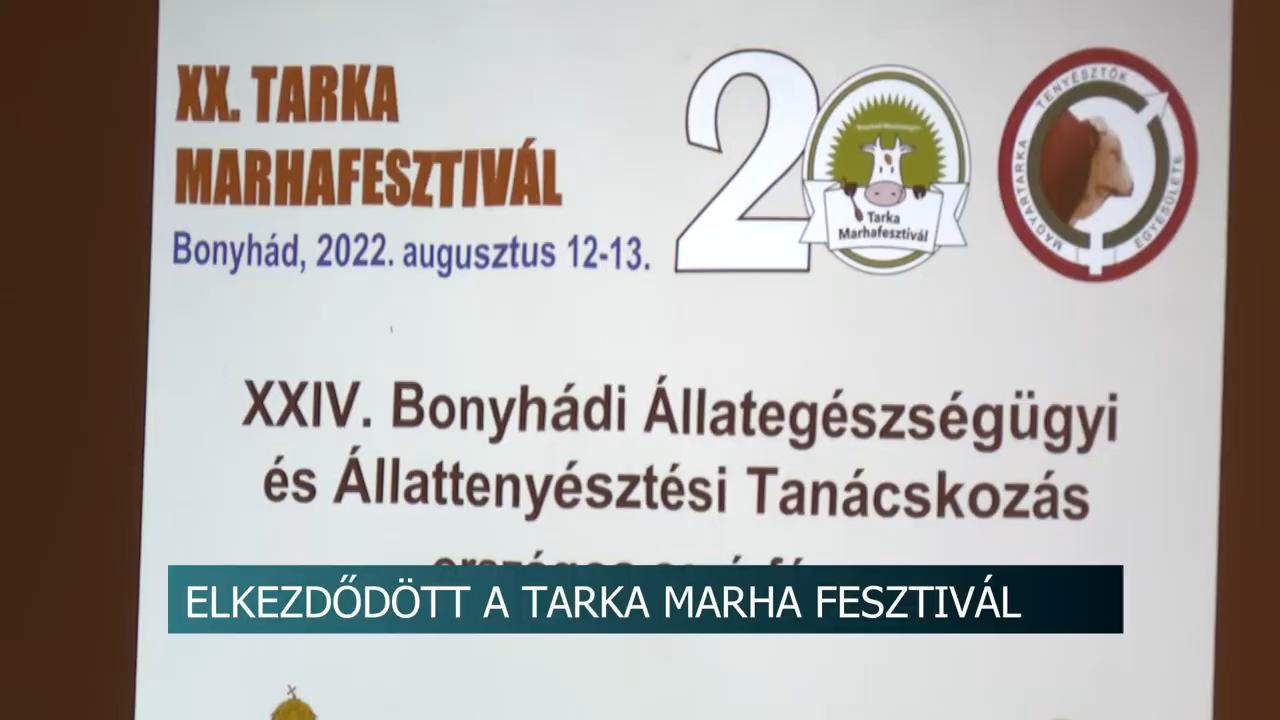 XX. TARKA
MARHAFESZTIVÁL
Bonyhád, 2022. augusztus 12-13.
20
Tarka
Marhafesztivál
MAGYARTARKA TENYÉSZTŐK EGYESÜLETE
XXIV. Bonyhádi Állategészségügyi
és Állattenyésztési Tanácskozás
ELKEZDŐDÖTT A TARKA MARHA FESZTIVÁL